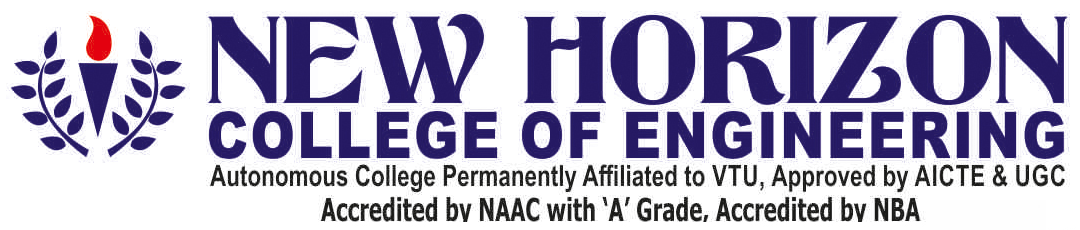 NEW HORIZON
COLLEGE OF ENGINEERING
Autonomous College Permanently Affiliated to VTU, Approved by AICTE & UGC
Accredited by NAAC with ‘A’ Grade, Accredited by NBA